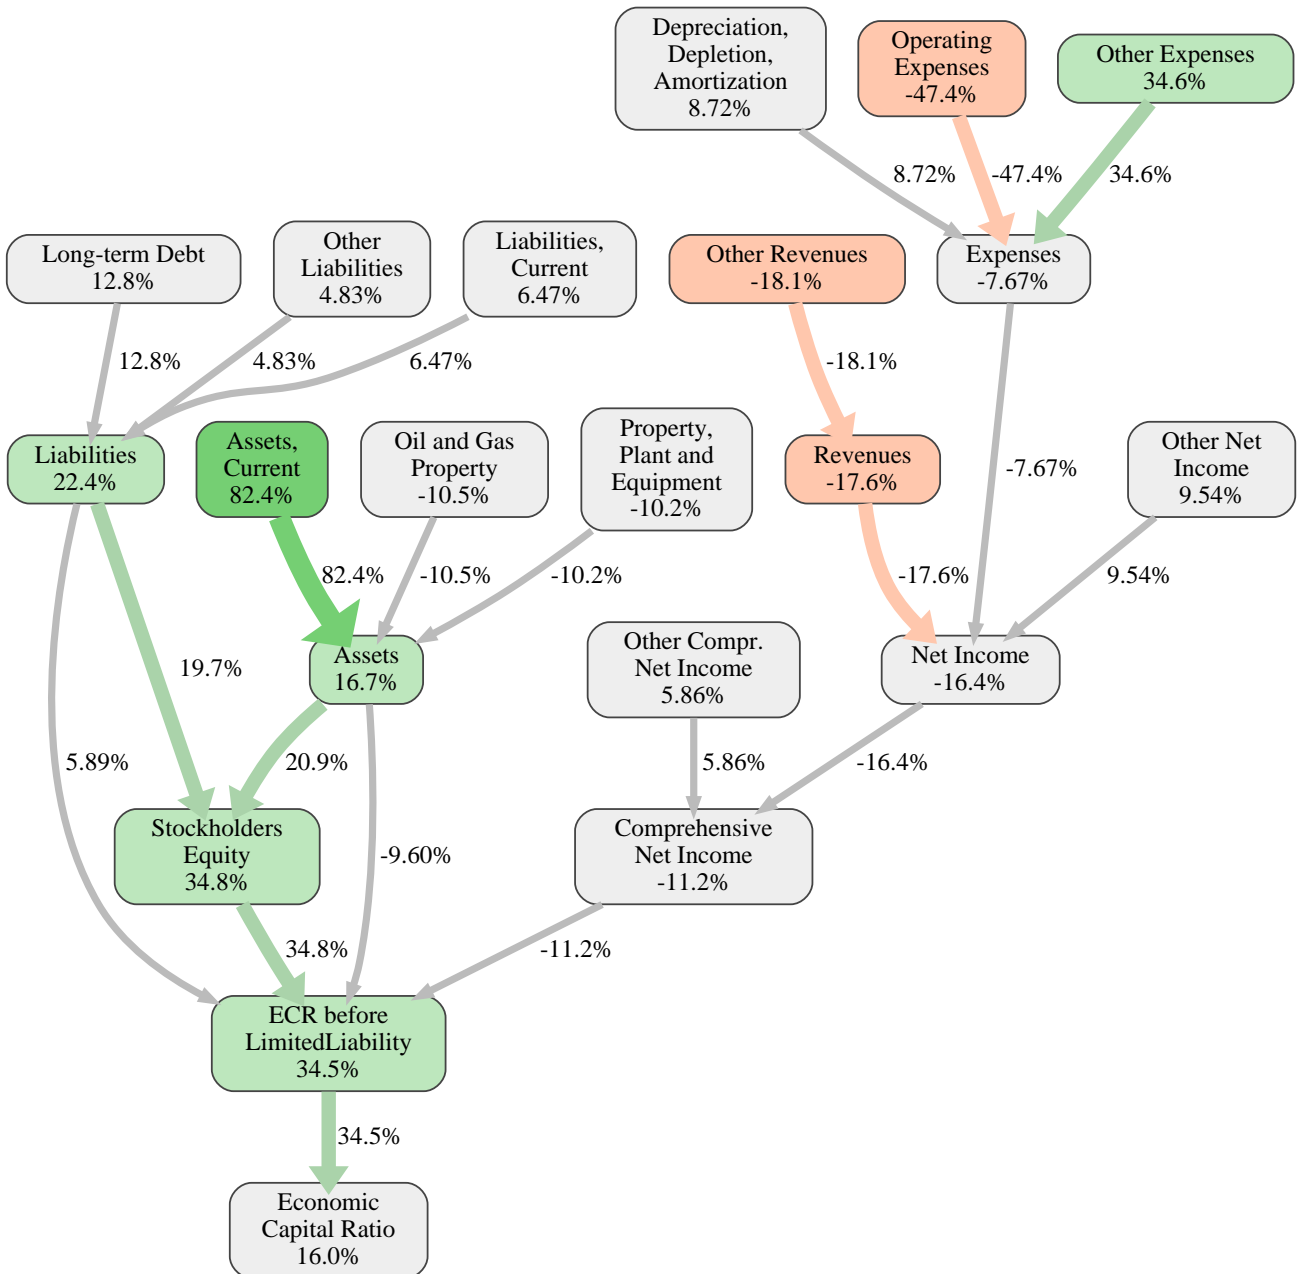 Depreciation,
Depletion,
Amortization
8.72%
Operating
Expenses
-47.4%
Other Expenses
34.6%
8.72%
-47.4%
34.6%
Long-term Debt
12.8%
Other
Liabilities
4.83%
Liabilities,
Current
6.47%
Other Revenues
-18.1%
Expenses
-7.67%
12.8%
4.83%
6.47%
-18.1%
Liabilities
22.4%
Assets,
Current
82.4%
Oil and Gas
Property
-10.5%
Property,
Plant and
Equipment
-10.2%
Revenues
-17.6%
-7.67%
Other Net
Income
9.54%
82.4%
-10.5%
-10.2%
-17.6%
9.54%
19.7%
Assets
16.7%
Other Compr.
Net Income
5.86%
Net Income
-16.4%
5.89%
20.9%
5.86%
-16.4%
Stockholders
Equity
34.8%
-9.60%
Comprehensive
Net Income
-11.2%
34.8%
-11.2%
ECR before
LimitedLiability
34.5%
34.5%
Economic
Capital Ratio
16.0%